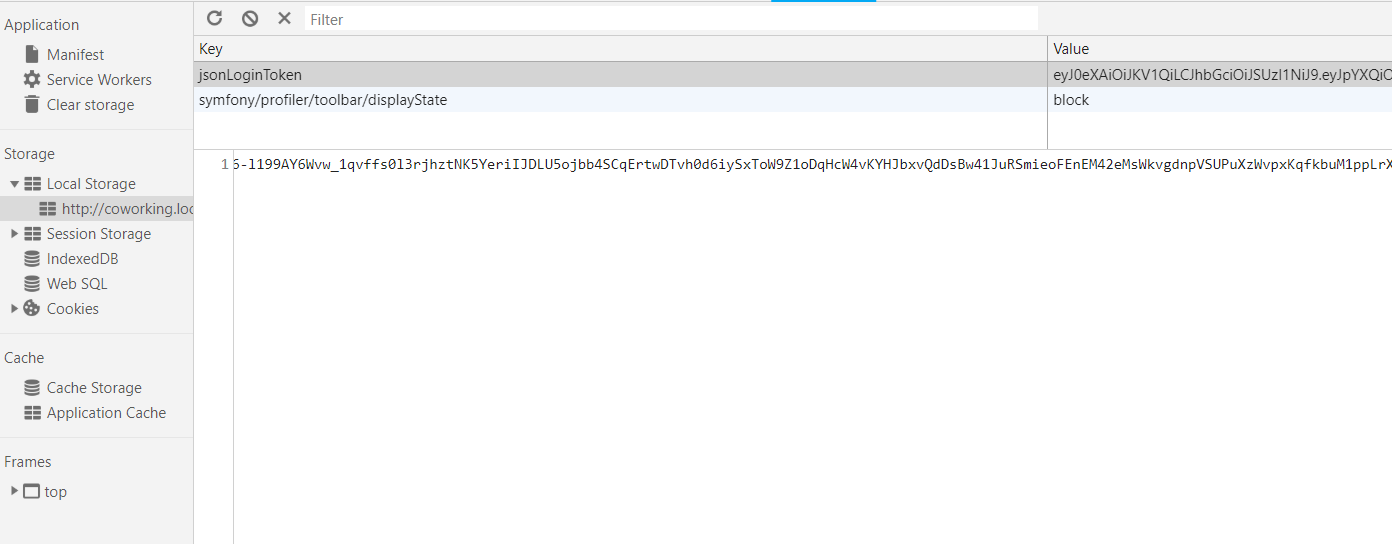 Application
Manifest
Service Workers
Clear storage
Storage
Local Storage
http://coworking.loc
Session Storage
IndexedDB
Web SQL
Cookies
Cache
Cache Storage
Application Cache
Frames
top
Filter
Key Value
jsonLoginToken eyJ0eXAiOiJKV1QiLCJhbGciOiJSUzI1NiJ9.eyJpYXQiO
symfony/profiler/toolbar/displayState block
1 6-l199AY6Wvw_1qvffs0l3rjhztNK5YeriIJDLU5ojbb4SCqErtwDTvh0d6iySxToW9Z1oDqHcW4vKYHJbxvQdDsBw41JuRSmieoFEnEM42eMsWkvgdnpVSUPuXzWvpxKqfkbuM1ppLrX